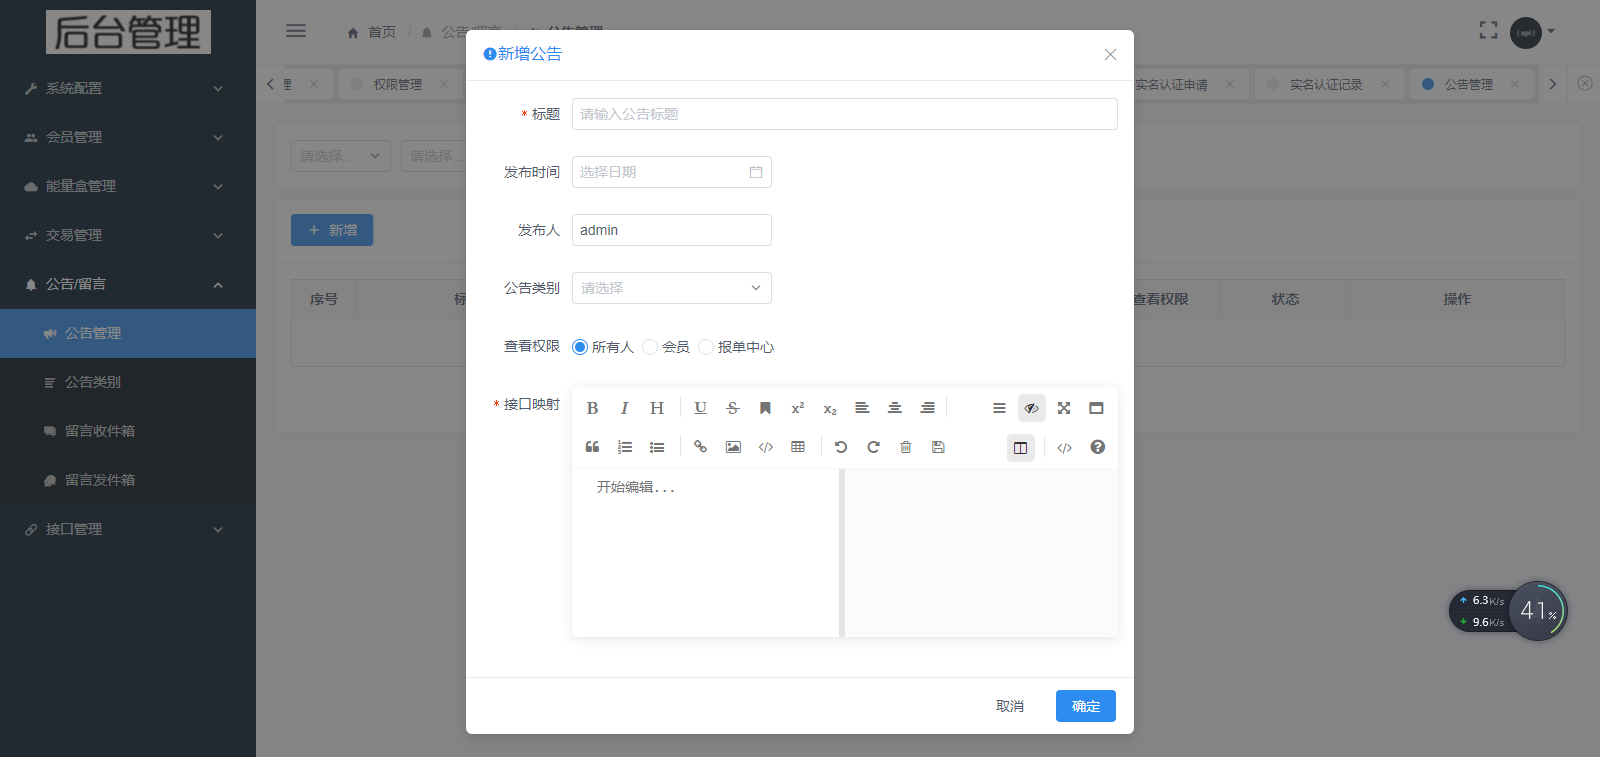 后台管理
系统配置
会员管理
能量盒管理
交易管理
公告/留言
公告管理
公告类别
留言收件箱
留言发件箱
接口管理
首页 / 公告/留言 / 公告管理
理
权限管理
实名认证申请
实名认证记录
公告管理
请选择...
请选择...
+ 新增
序号
标
查看权限
状态
操作
新增公告
* 标题
请输入公告标题
发布时间
选择日期
发布人
admin
公告类别
请选择
查看权限
所有人 会员 报单中心
* 接口映射
B I H U S x² x₂
开始编辑...
取消
确定
6.3K/s
9.6K/s
41%